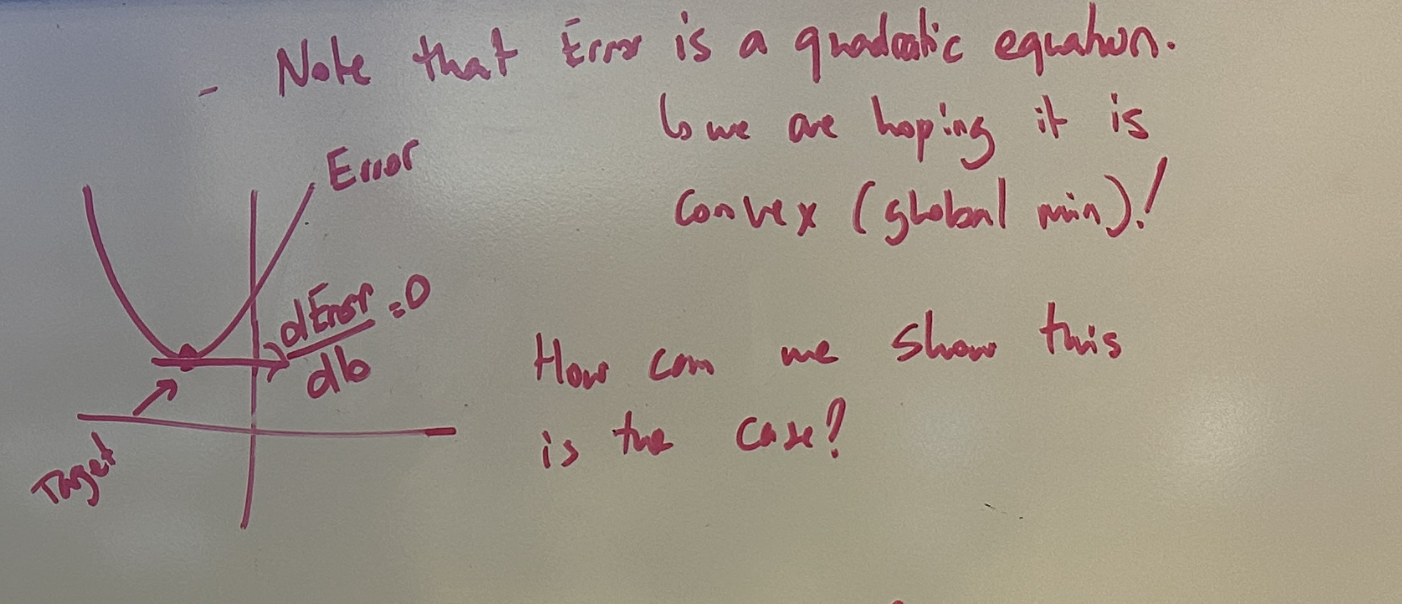 - Note that Error is a quadratic equation.
↳ we are hoping it is
convex (global min)!
Error
dError/db = 0
Target
How can we show this
is the case?